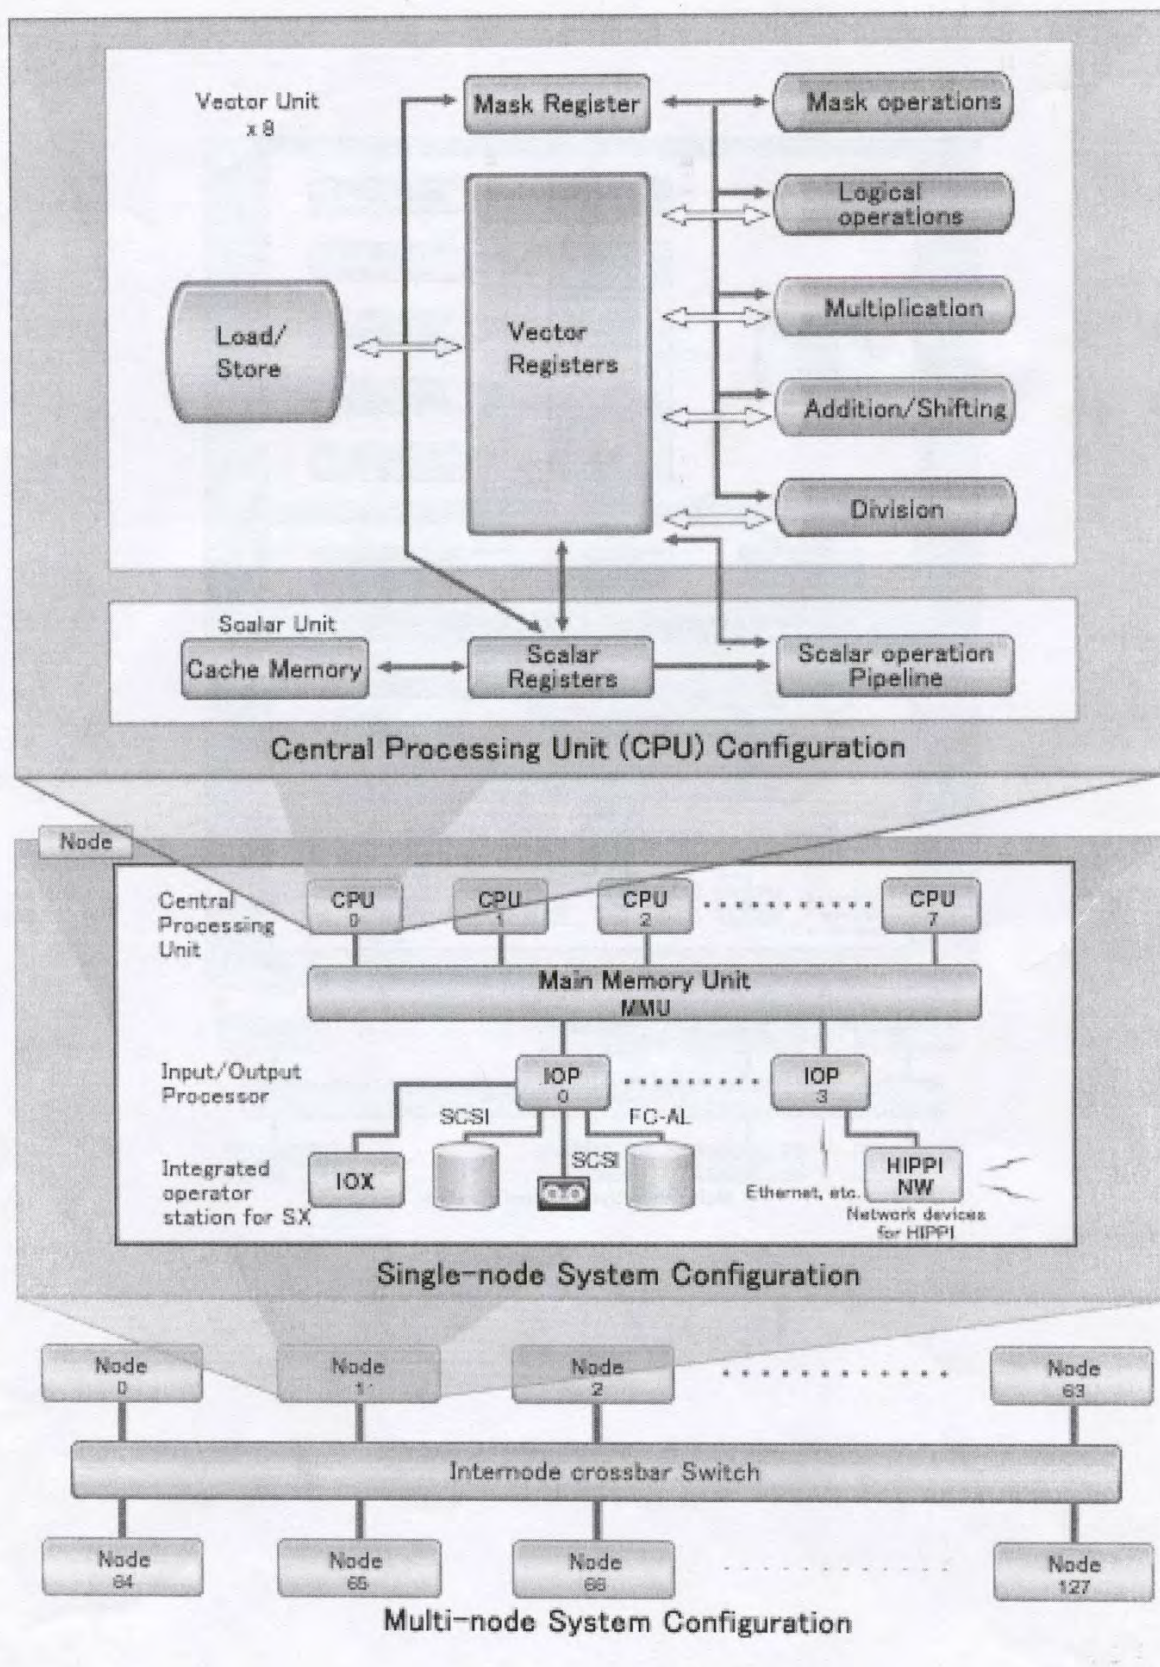 Vector Unit
x 8
Mask Register
Mask operations
Logical
operations
Load/
Store
Vector
Registers
Multiplication
Addition/Shifting
Division
Scalar Unit
Cache Memory
Scalar
Registers
Scalar operation
Pipeline
Central Processing Unit (CPU) Configuration
Node
Central
Processing
Unit
CPU
0
CPU
1
CPU
2
CPU
7
Main Memory Unit
MMU
Input/Output
Processor
IOP
0
IOP
3
SCSI
FC-AL
SCSI
Integrated
operator
station for SX
IOX
Ethernet, etc.
HIPPI
NW
Network devices
for HIPPI
Single-node System Configuration
Node
0
Node
1
Node
2
Node
63
Internode crossbar Switch
Node
64
Node
65
Node
66
Node
127
Multi-node System Configuration